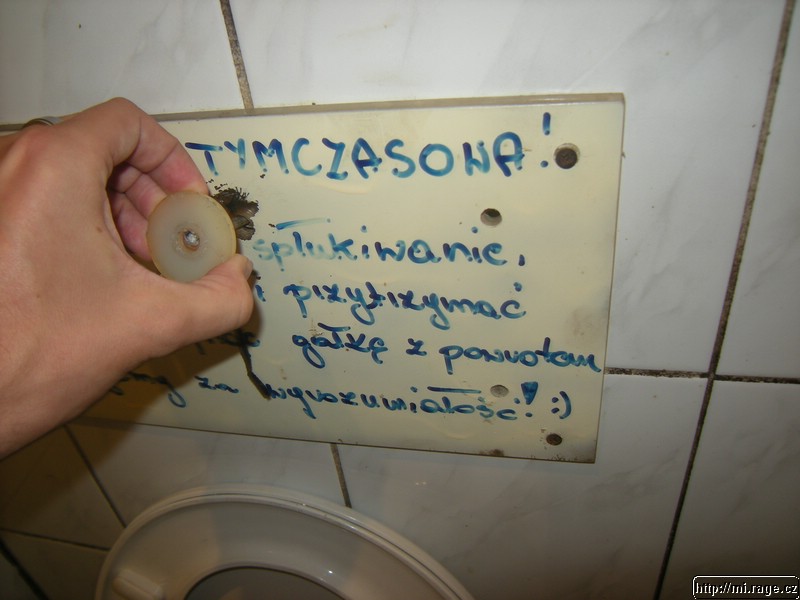 TYMCZASOWA!
spłukiwanie,
i przytrzymać
gałkę z powrotem
za wyrozumiałość! :)
http://mi.rage.cz